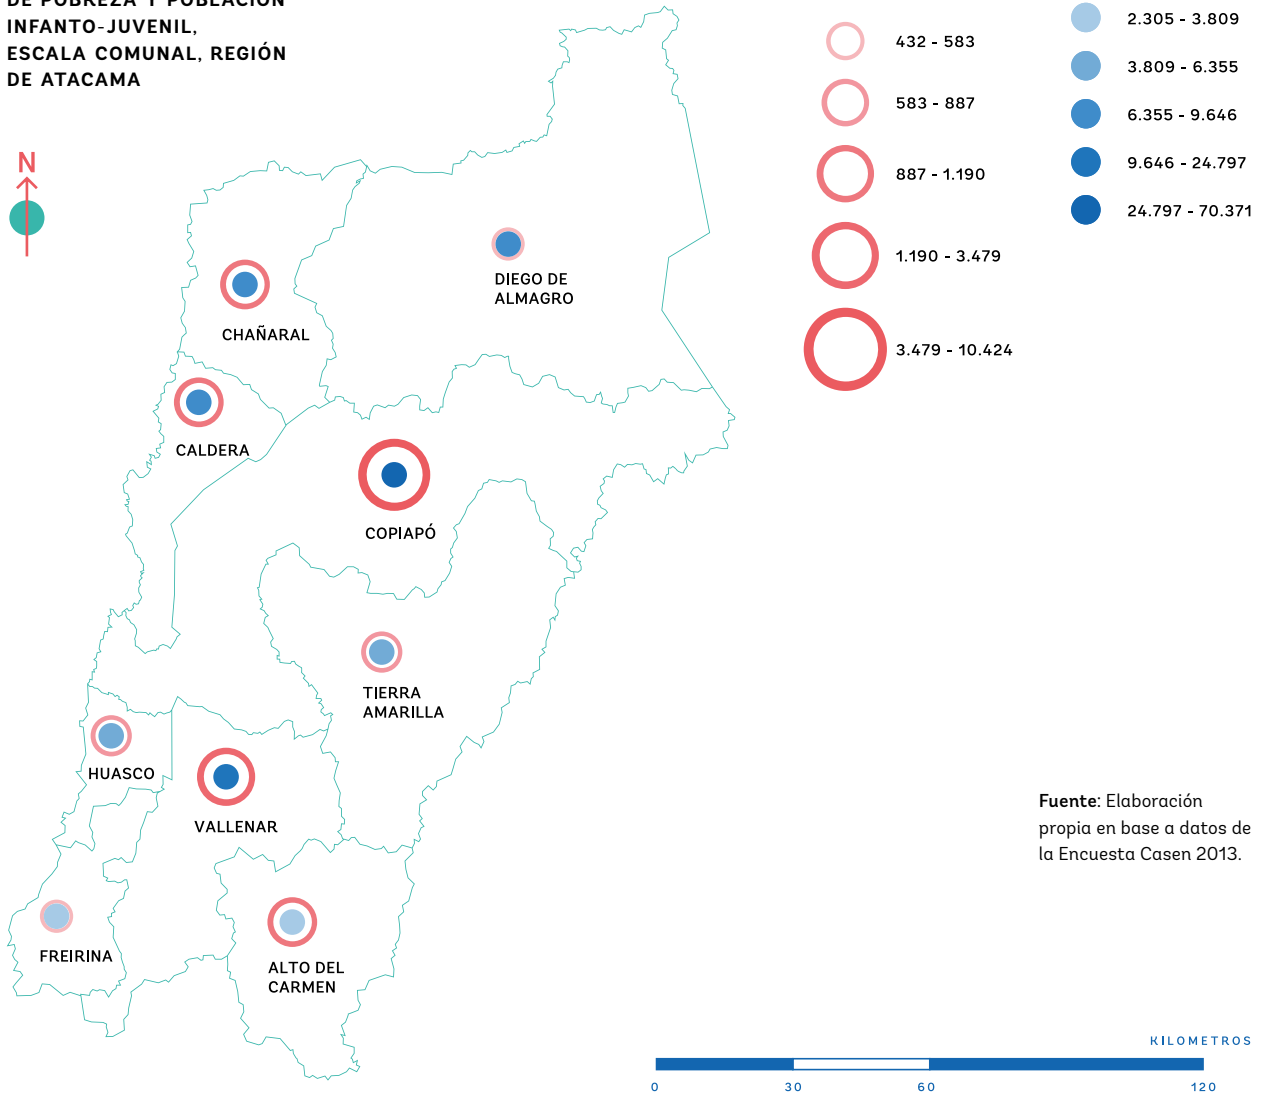 DE POBREZA Y POBLACIÓN
INFANTO-JUVENIL,
ESCALA COMUNAL, REGIÓN
DE ATACAMA
N
432 - 583
583 - 887
887 - 1.190
1.190 - 3.479
3.479 - 10.424
2.305 - 3.809
3.809 - 6.355
6.355 - 9.646
9.646 - 24.797
24.797 - 70.371
DIEGO DE
ALMAGRO
CHAÑARAL
CALDERA
COPIAPÓ
TIERRA
AMARILLA
HUASCO
VALLENAR
FREIRINA
ALTO DEL
CARMEN
Fuente: Elaboración
propia en base a datos de
la Encuesta Casen 2013.
KILOMETROS
0 30 60 120